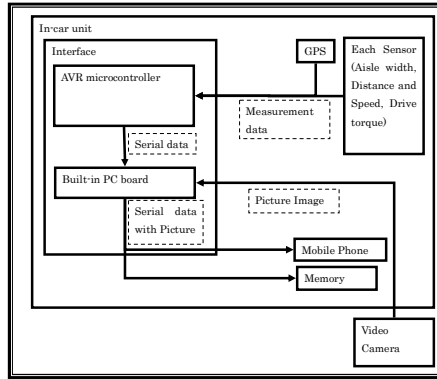 In-car unit
Interface
AVR microcontroller
GPS
Each Sensor
(Aisle width,
Distance and
Speed, Drive
torque)
Measurement
data
Serial data
Built-in PC board
Picture Image
Serial data
with Picture
Mobile Phone
Memory
Video
Camera